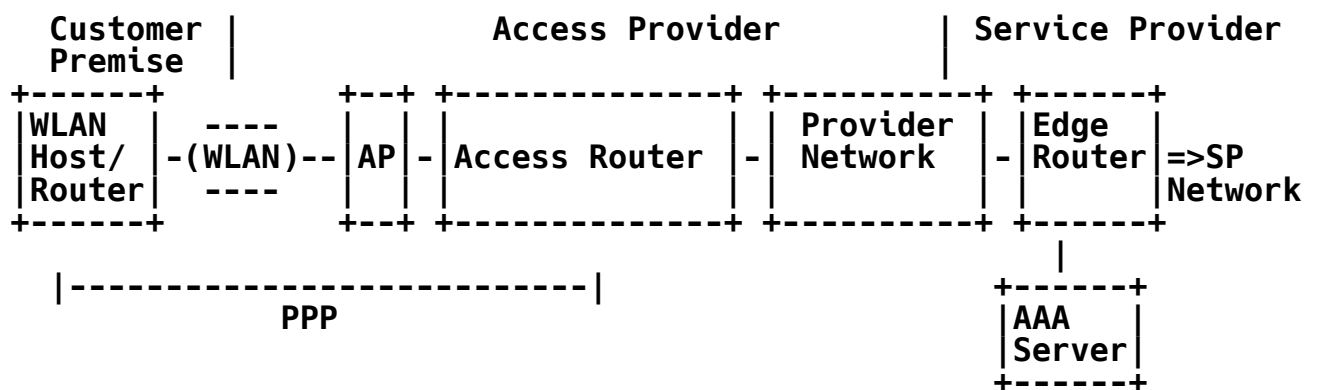 Customer |                Access Provider          | Service Provider
  Premise  |                                         |
+------+           +--+ +--------------+ +----------+ +------+
|WLAN  |  ----     |  | |              | | Provider | |Edge  |
|Host/ |-(WLAN)--|AP|-|Access Router |-| Network  |-|Router|=>SP
|Router|  ----     |  | |              | |          | |      |Network
+------+           +--+ +--------------+ +----------+ +------+
                                                         |
  |---------------------------|                      +------+
              PPP                                    |AAA   |
                                                     |Server|
                                                     +------+